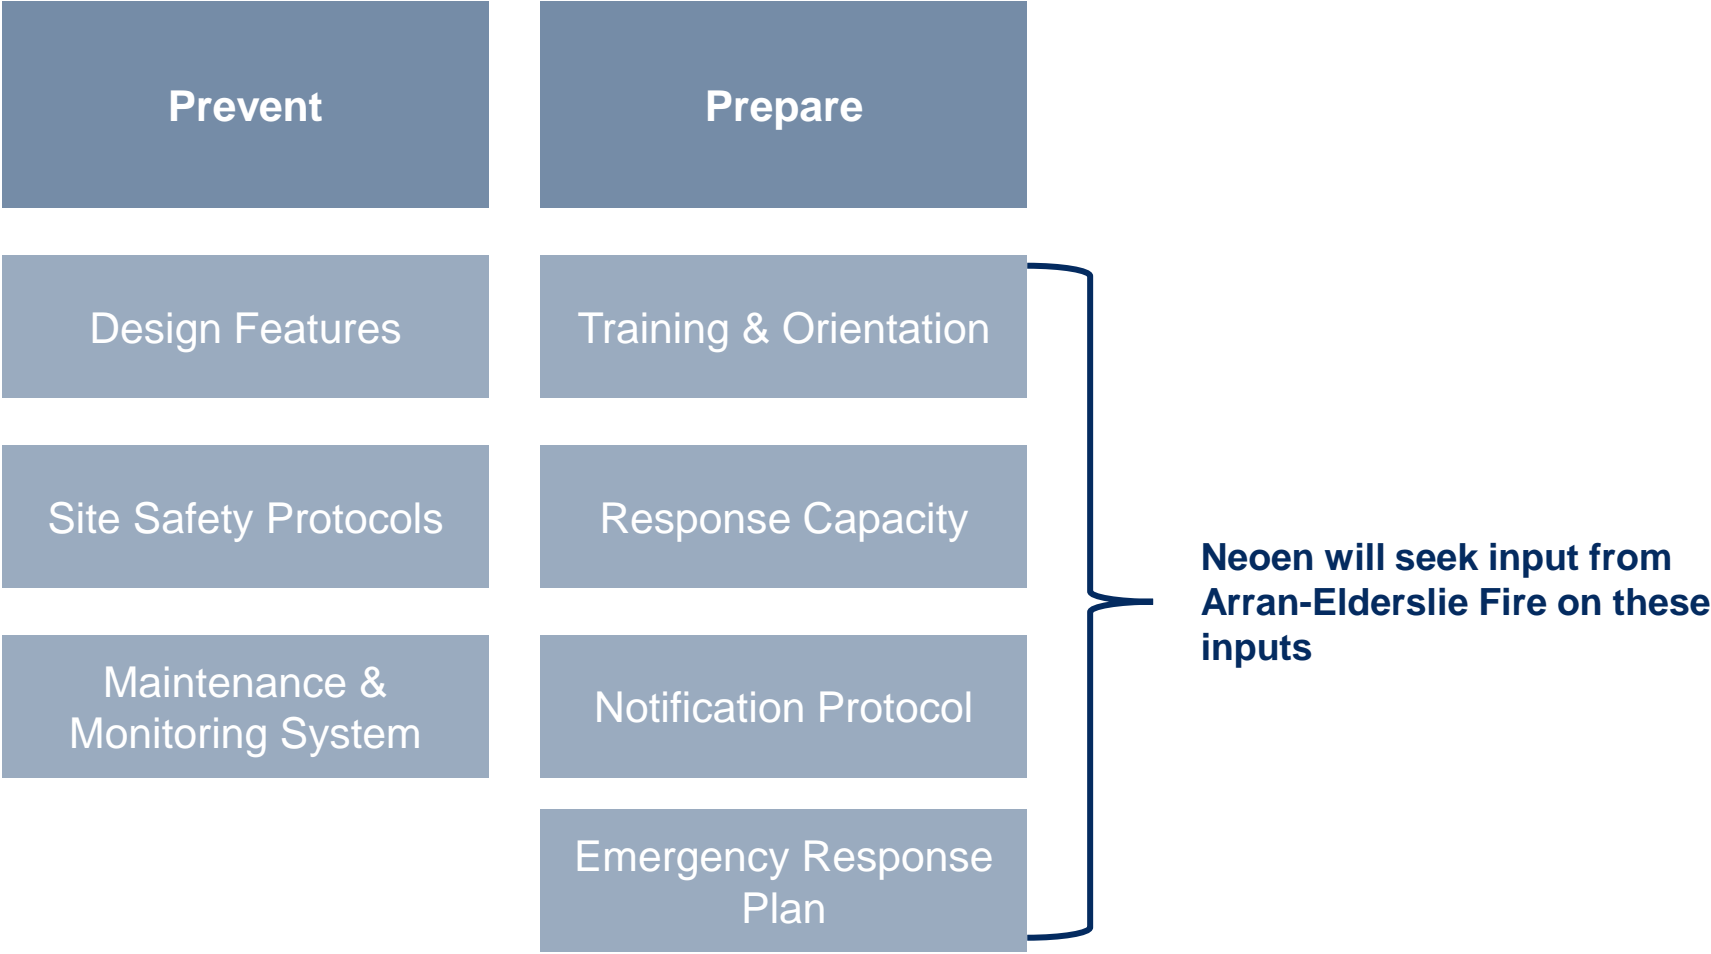 Prevent
Prepare
Design Features
Training & Orientation
Site Safety Protocols
Response Capacity
Maintenance &
Monitoring System
Notification Protocol
Emergency Response
Plan
Neoen will seek input from
Arran-Elderslie Fire on these
inputs